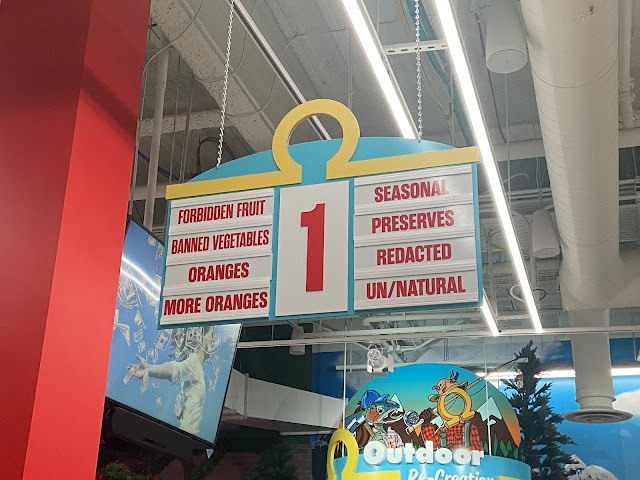 FORBIDDEN FRUIT
BANNED VEGETABLES
ORANGES
MORE ORANGES
1
SEASONAL
PRESERVES
REDACTED
UN/NATURAL
Outdoor
Re-Creation